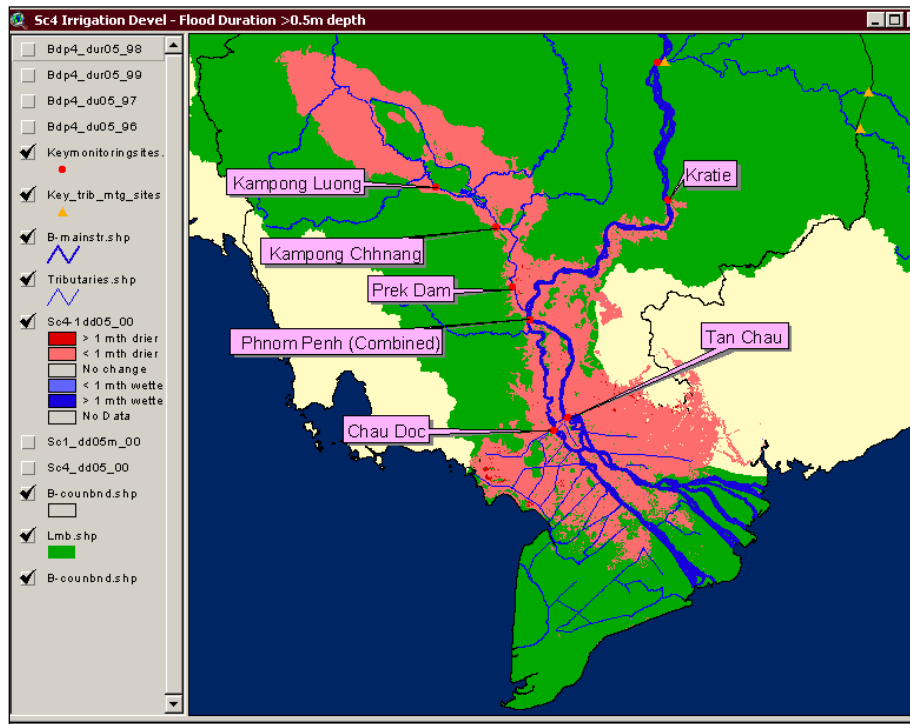 Sc4 Irrigation Devel - Flood Duration >0.5m depth
Bdp4_dur05_98
Bdp4_dur05_99
Bdp4_du05_97
Bdp4_du05_96
Keymonitoringsites.
Key_trib_mtg_sites
B-mainstr.shp
Tributaries.shp
Sc4-1dd05_00
> 1 mth drier
< 1 mth drier
No change
< 1 mth wette
> 1 mth wette
No Data
Sc1_dd05m_00
Sc4_dd05_00
B-counbnd.shp
Lmb.shp
B-counbnd.shp
Kratie
Kampong Luong
Kampong Chhnang
Prek Dam
Phnom Penh (Combined)
Tan Chau
Chau Doc